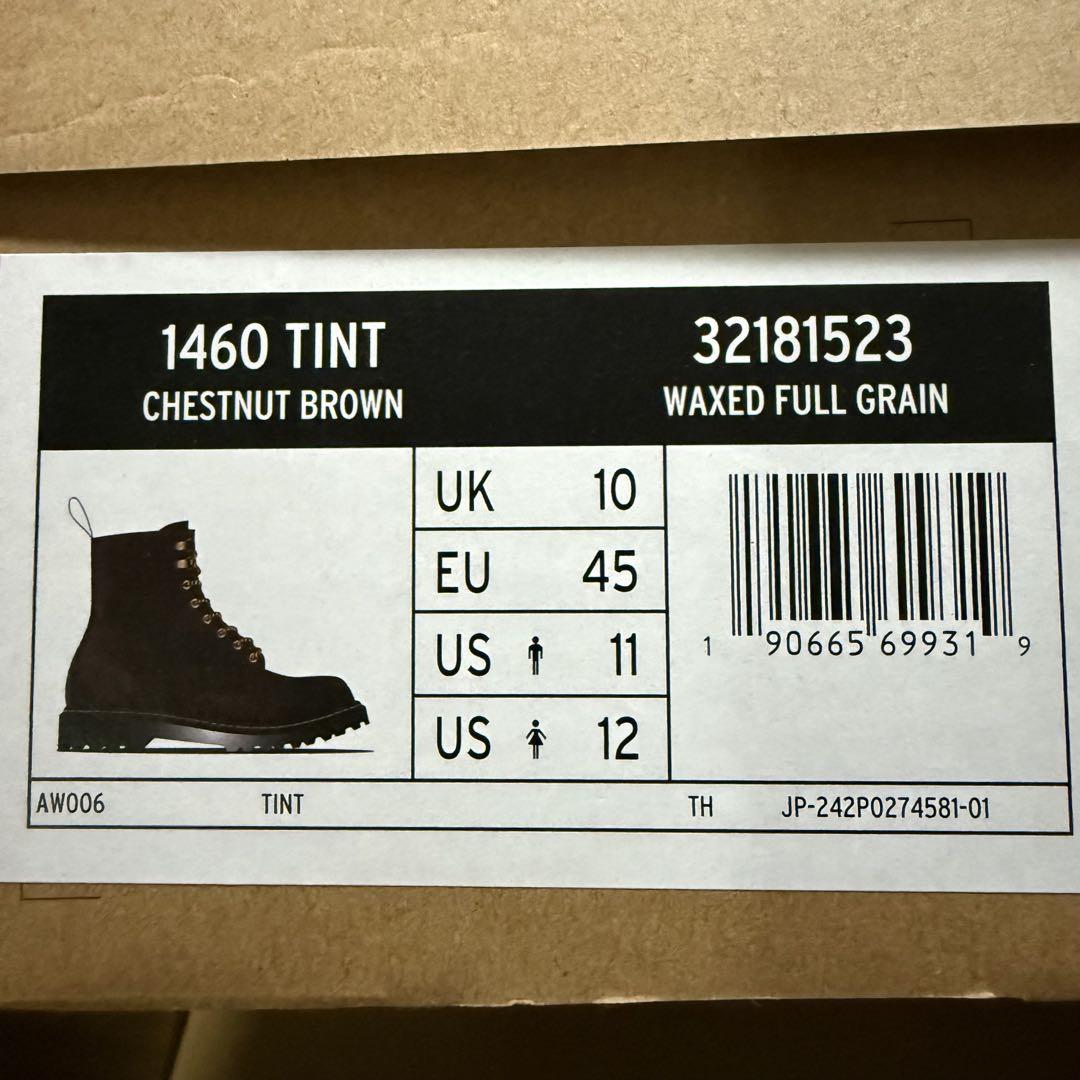 1460 TINT
CHESTNUT BROWN
32181523
WAXED FULL GRAIN
UK 10
EU 45
US 11
US 12
1 90665 69931 9
AW006 TINT TH JP-242P0274581-01